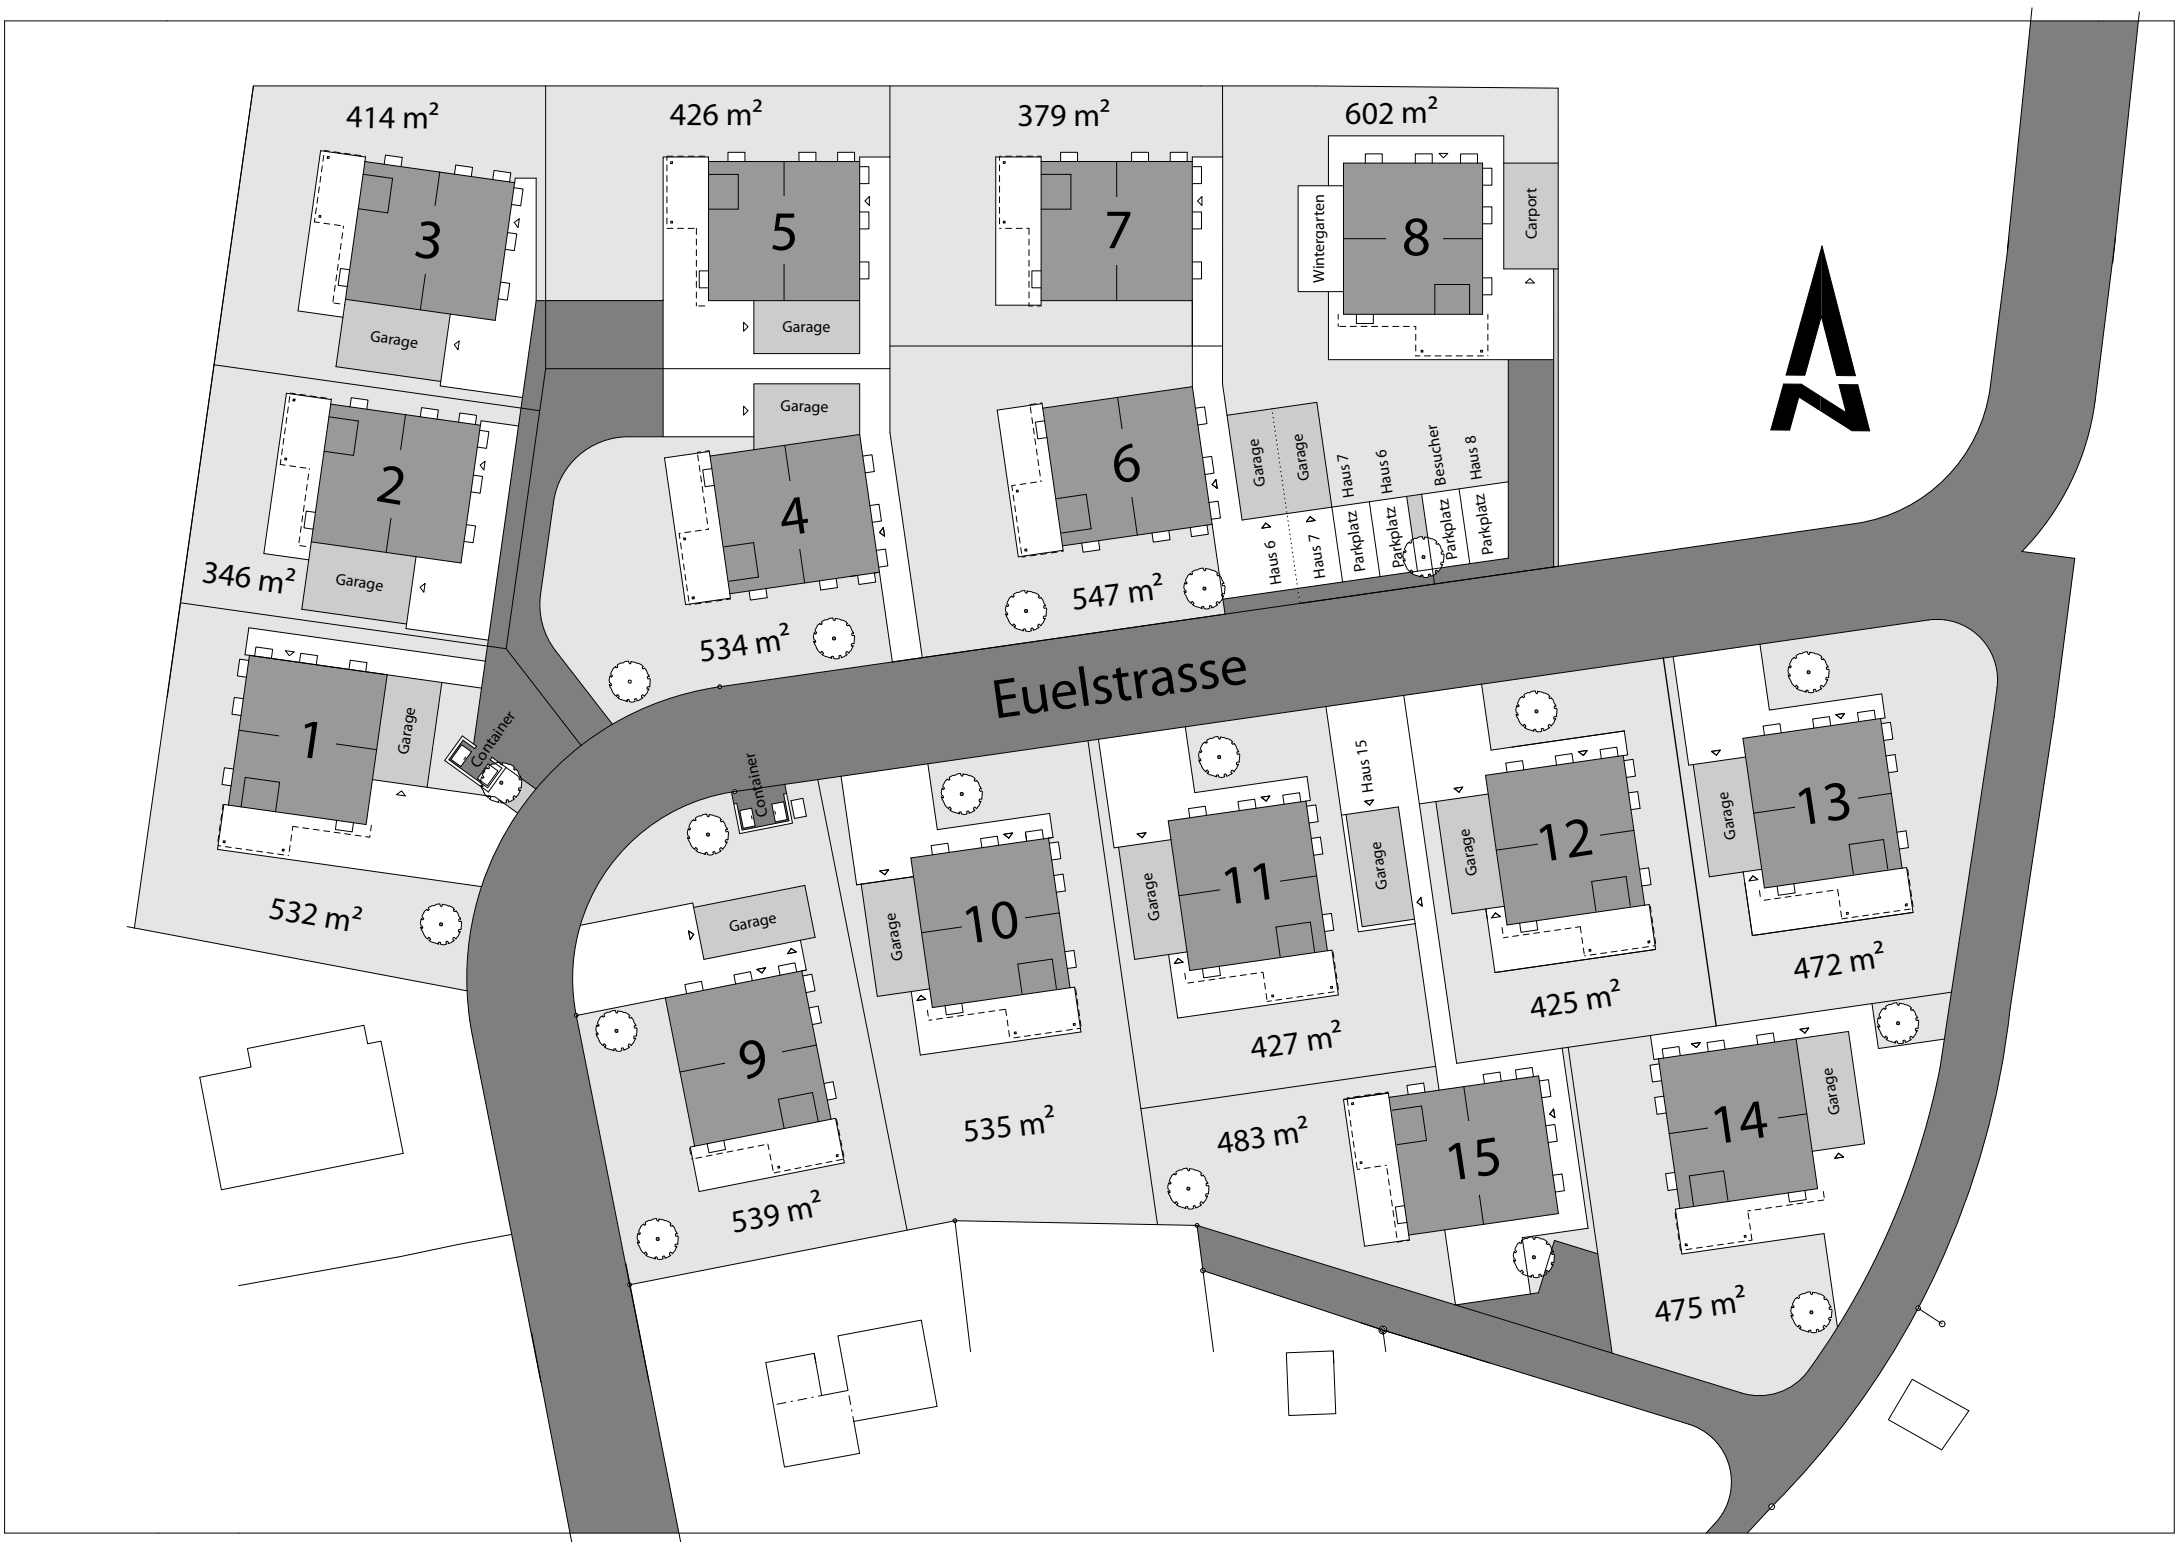 414 m²
426 m²
379 m²
602 m²
3
Garage
5
Garage
7
Wintergarten
8
Carport
2
Garage
346 m²
Garage
4
534 m²
6
547 m²
Garage
Garage
Haus 6
Haus 7
Haus 7
Parkplatz
Haus 6
Parkplatz
Besucher
Parkplatz
Haus 8
Parkplatz
1
Garage
Container
532 m²
Euelstrasse
Container
Garage
9
539 m²
Garage
10
535 m²
Garage
11
427 m²
Haus 15
Garage
Garage
12
425 m²
Garage
13
472 m²
483 m²
15
14
Garage
475 m²